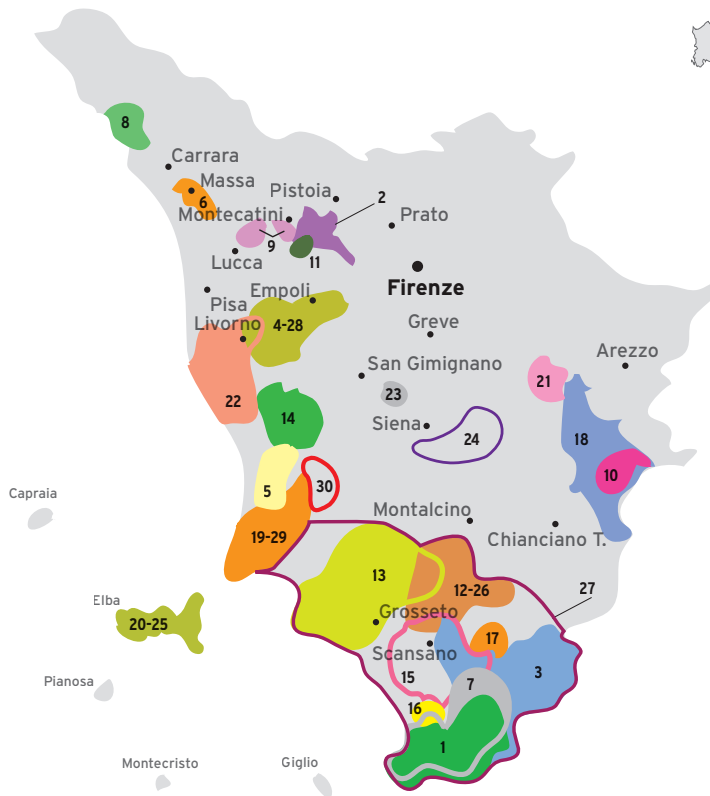 8
Carrara
Massa
6
Pistoia
2
Montecatini
Prato
9
11
Lucca
Firenze
Pisa
Empoli
Livorno
4-28
Greve
San Gimignano
Arezzo
22
23
21
14
Siena
24
18
10
5
30
Capraia
Montalcino
19-29
Chianciano T.
13
12-26
27
Elba
20-25
Grosseto
17
Scansano
15
3
Pianosa
7
16
1
Montecristo
Giglio